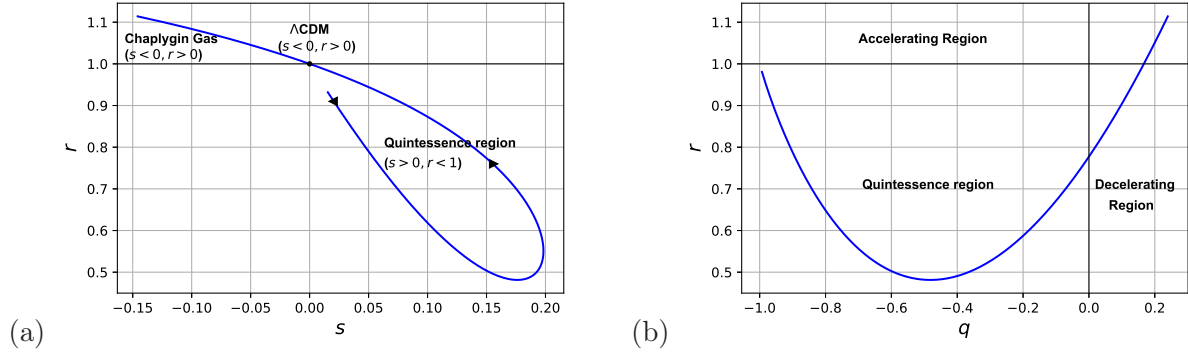 1.1
1.0
0.9
0.8
0.7
0.6
0.5
r
ΛCDM
(s < 0, r > 0)
Chaplygin Gas
(s < 0, r > 0)
Quintessence region
(s > 0, r < 1)
−0.15 −0.10 −0.05 0.00 0.05 0.10 0.15 0.20
s
(a)
1.1
1.0
0.9
0.8
0.7
0.6
0.5
r
Accelerating Region
Quintessence region
Decelerating
Region
−1.0 −0.8 −0.6 −0.4 −0.2 0.0 0.2
q
(b)